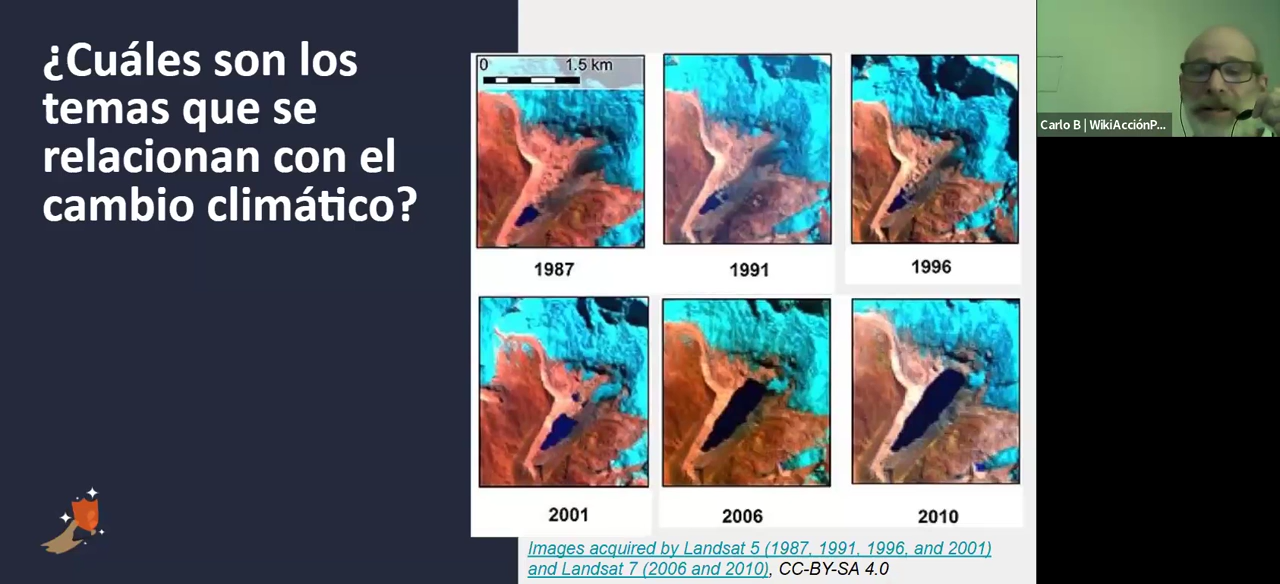 ¿Cuáles son los
temas que se
relacionan con el
cambio climático?
0 1.5 km
1987
1991
1996
2001
2006
2010
Images acquired by Landsat 5 (1987, 1991, 1996, and 2001)
and Landsat 7 (2006 and 2010), CC-BY-SA 4.0
Carlo B | WikiAcciónP...